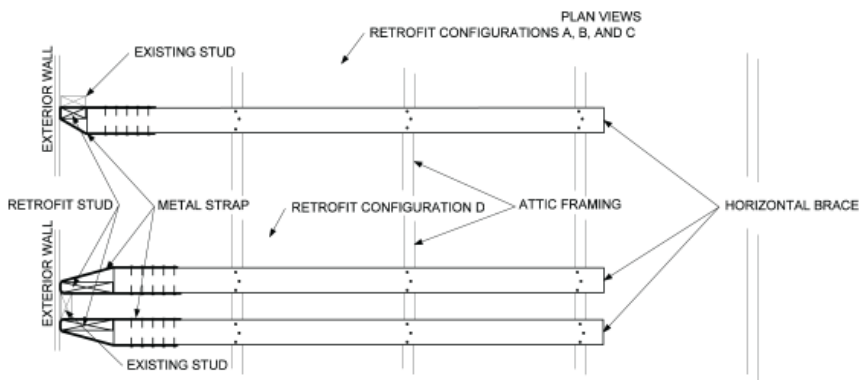 PLAN VIEWS
RETROFIT CONFIGURATIONS A, B, AND C
EXISTING STUD
EXTERIOR WALL
RETROFIT STUD
METAL STRAP
RETROFIT CONFIGURATION D
ATTIC FRAMING
HORIZONTAL BRACE
EXTERIOR WALL
EXISTING STUD